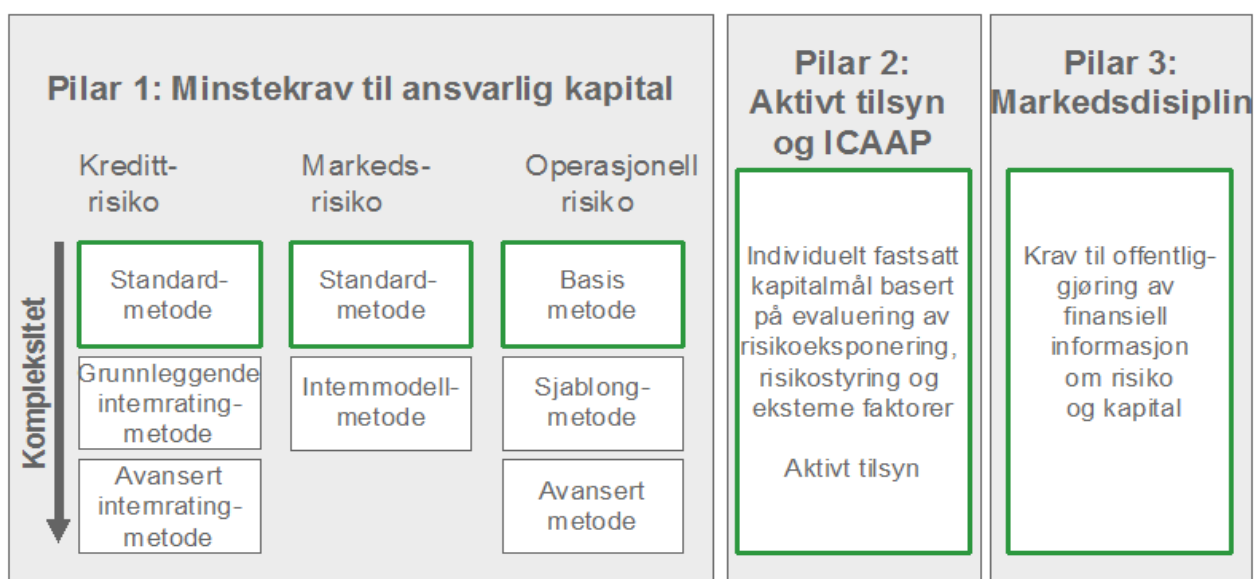 Pilar 1: Minstekrav til ansvarlig kapital
Kreditt-
risiko
Markeds-
risiko
Operasjonell
risiko
Kompleksitet
Standard-
metode
Standard-
metode
Basis
metode
Grunnleggende
internrating-
metode
Internmodell-
metode
Sjablong-
metode
Avansert
internrating-
metode
Avansert
metode
Pilar 2:
Aktivt tilsyn
og ICAAP
Individuelt fastsatt
kapitalmål basert
på evaluering av
risikoeksponering,
risikostyring og
eksterne faktorer
Aktivt tilsyn
Pilar 3:
Markedsdisiplin
Krav til offentlig-
gjøring av
finansiell
informasjon
om risiko
og kapital